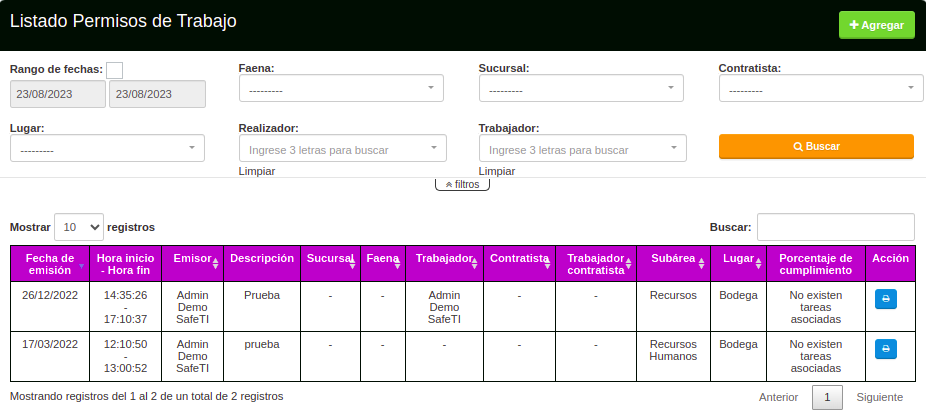 Listado Permisos de Trabajo
Agregar
Rango de fechas:
23/08/2023 23/08/2023
Faena:
---------
Sucursal:
---------
Contratista:
---------
Lugar:
---------
Realizador:
Ingrese 3 letras para buscar
Limpiar
Trabajador:
Ingrese 3 letras para buscar
Limpiar
Buscar
filtros
Mostrar 10 registros
Buscar:
Fecha de emisión Hora inicio - Hora fin Emisor Descripción Sucursal Faena Trabajador Contratista Trabajador contratista Subárea Lugar Porcentaje de cumplimiento Acción
26/12/2022 14:35:26 - 17:10:37 Admin Demo SafeTI Prueba - - Admin Demo SafeTI - - Recursos Bodega No existen tareas asociadas
17/03/2022 12:10:50 - 13:00:52 Admin Demo SafeTI prueba - - - - - Recursos Humanos Bodega No existen tareas asociadas
Mostrando registros del 1 al 2 de un total de 2 registros
Anterior 1 Siguiente